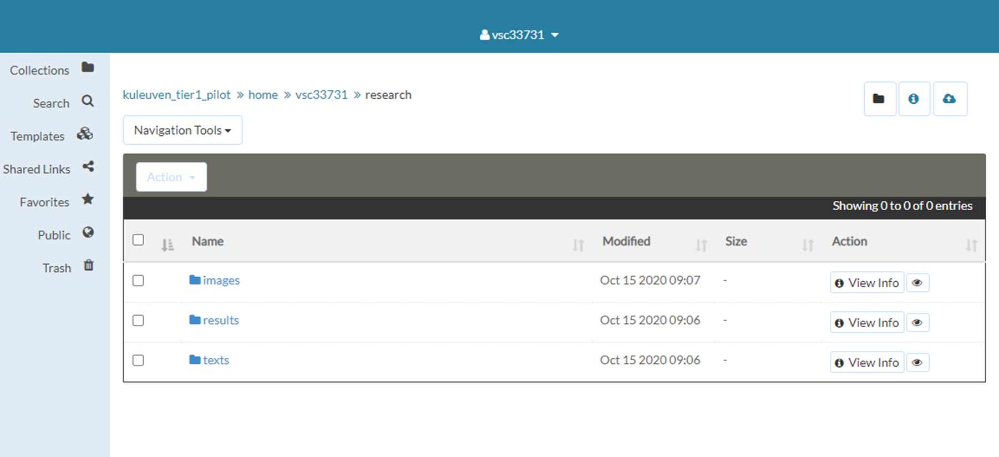 vsc33731
Collections
Search
Templates
Shared Links
Favorites
Public
Trash
kuleuven_tier1_pilot » home » vsc33731 » research
Navigation Tools
Action
Showing 0 to 0 of 0 entries
Name Modified Size Action
images Oct 15 2020 09:07 - View Info
results Oct 15 2020 09:06 - View Info
texts Oct 15 2020 09:06 - View Info